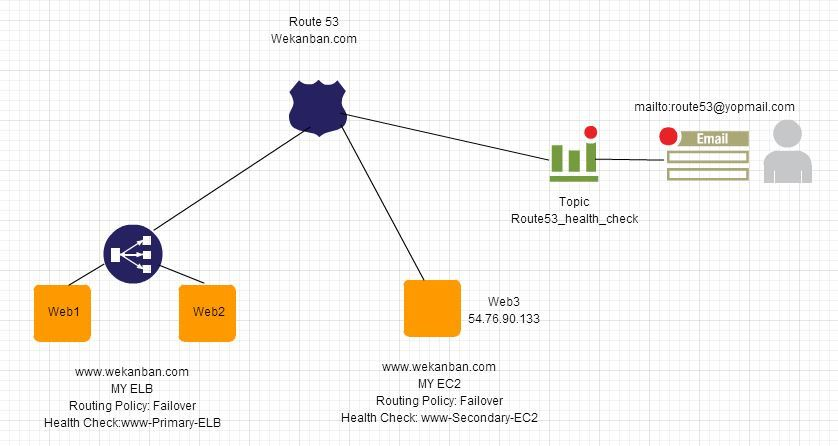 Route 53
Wekanban.com
mailto:route53@yopmail.com
Email
Topic
Route53_health_check
Web1
Web2
Web3
54.76.90.133
www.wekanban.com
MY ELB
Routing Policy: Failover
Health Check:www-Primary-ELB
www.wekanban.com
MY EC2
Routing Policy: Failover
Health Check: www-Secondary-EC2